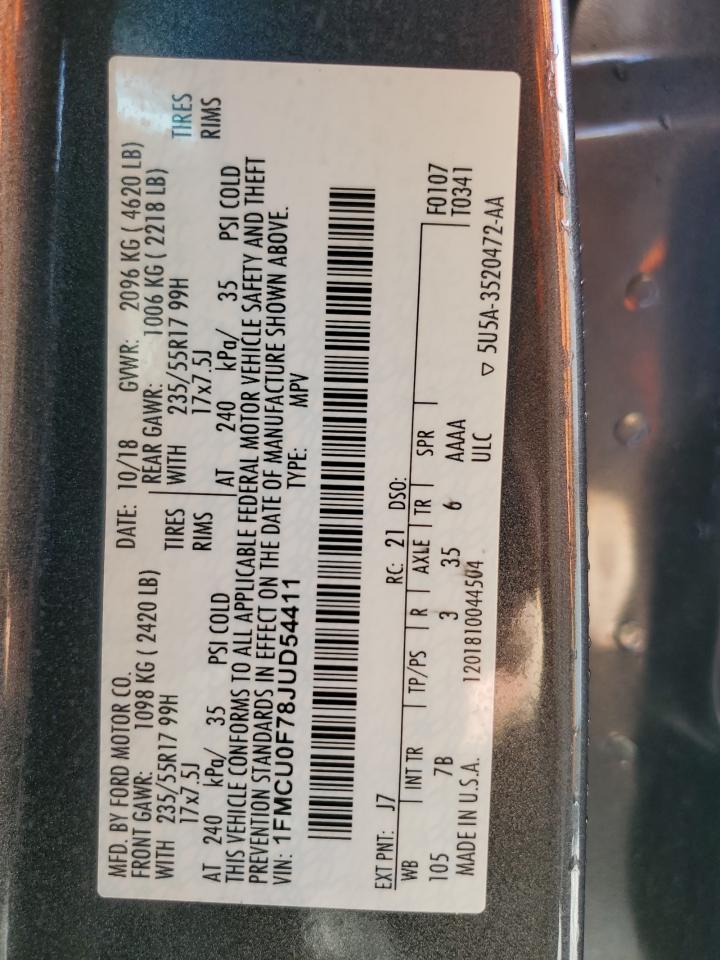 MFD. BY FORD MOTOR CO. DATE: 10/18 GVWR: 2096 KG ( 4620 LB)
FRONT GAWR: 1098 KG ( 2420 LB) REAR GAWR: 1006 KG ( 2218 LB)
WITH 235/55R17 99H TIRES WITH 235/55R17 99H TIRES
17x7.5J RIMS 17x7.5J RIMS
AT 240 kPa/ 35 PSI COLD AT 240 kPa/ 35 PSI COLD
THIS VEHICLE CONFORMS TO ALL APPLICABLE FEDERAL MOTOR VEHICLE SAFETY AND THEFT
PREVENTION STANDARDS IN EFFECT ON THE DATE OF MANUFACTURE SHOWN ABOVE.
VIN: 1FMCU0F78JUD54411 TYPE: MPV
EXT PNT: J7 RC: 21 DSO:
WB INT TR TP/PS R AXLE TR SPR F0107
105 7B 3 35 6 AAAA T0341
MADE IN U.S.A. 1201810044504 ULC
▽ 5U5A-3520472-AA